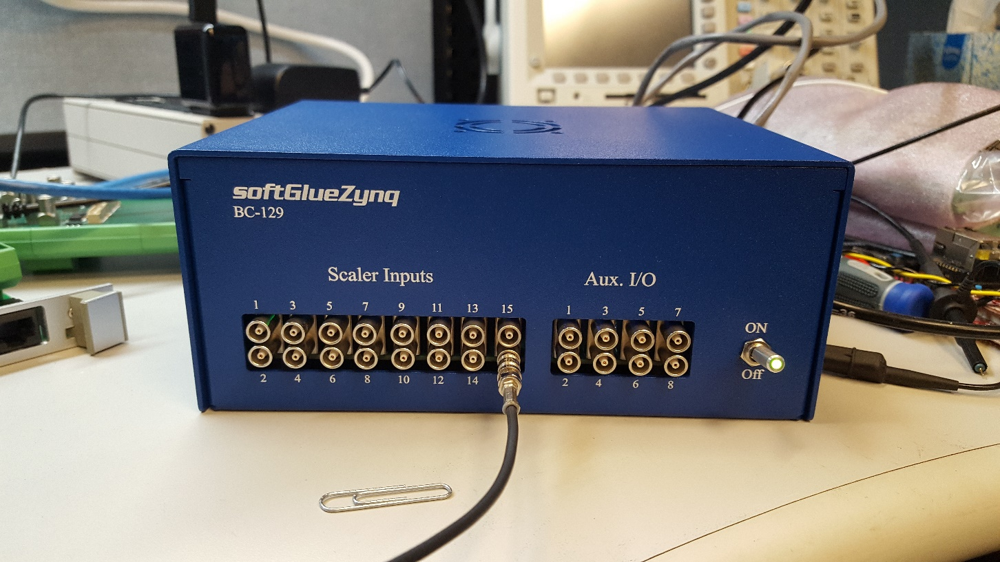 softGlueZynq
BC-129
Scaler Inputs
Aux. I/O
1 3 5 7 9 11 13 15
2 4 6 8 10 12 14
1 3 5 7
2 4 6 8
ON
Off